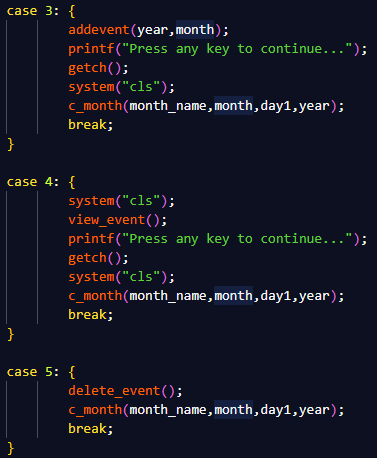 case 3: {
addevent(year,month);
printf("Press any key to continue...");
getch();
system("cls");
c_month(month_name,month,day1,year);
break;
}
case 4: {
system("cls");
view_event();
printf("Press any key to continue...");
getch();
system("cls");
c_month(month_name,month,day1,year);
break;
}
case 5: {
delete_event();
c_month(month_name,month,day1,year);
break;
}